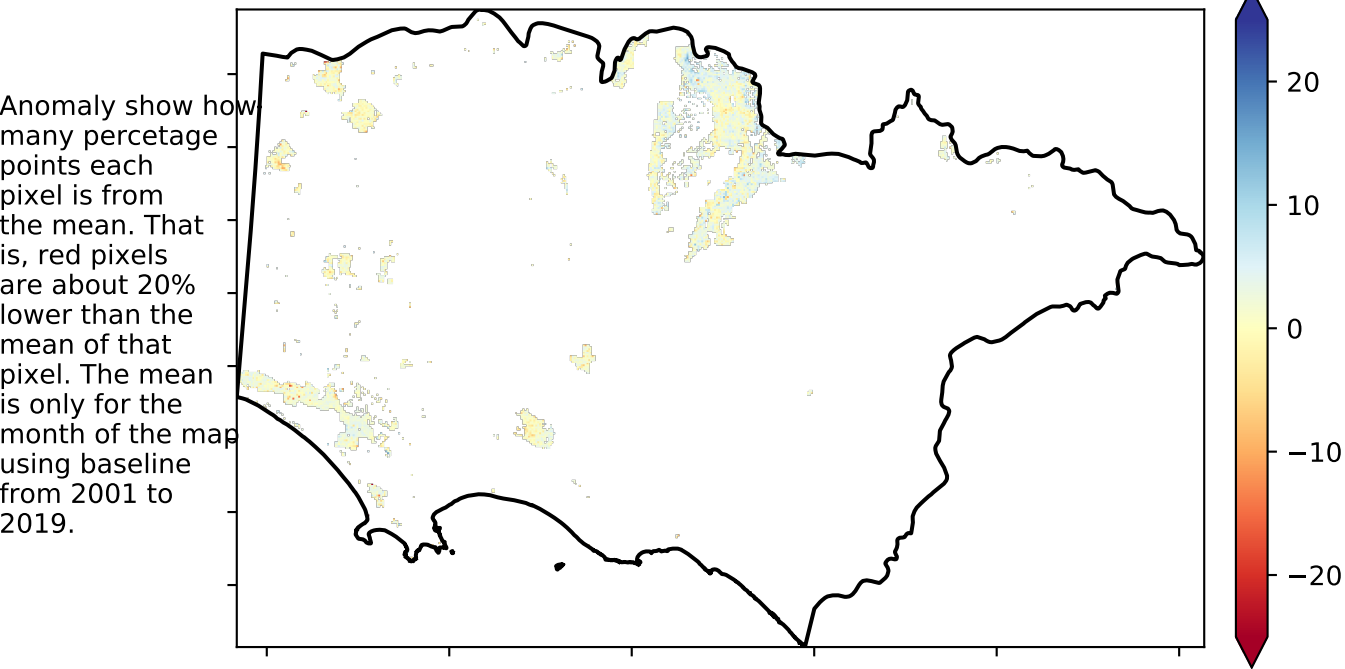 Anomaly show how
many percetage
points each
pixel is from
the mean. That
is, red pixels
are about 20%
lower than the
mean of that
pixel. The mean
is only for the
month of the map
using baseline
from 2001 to
2019.
20
10
0
−10
−20